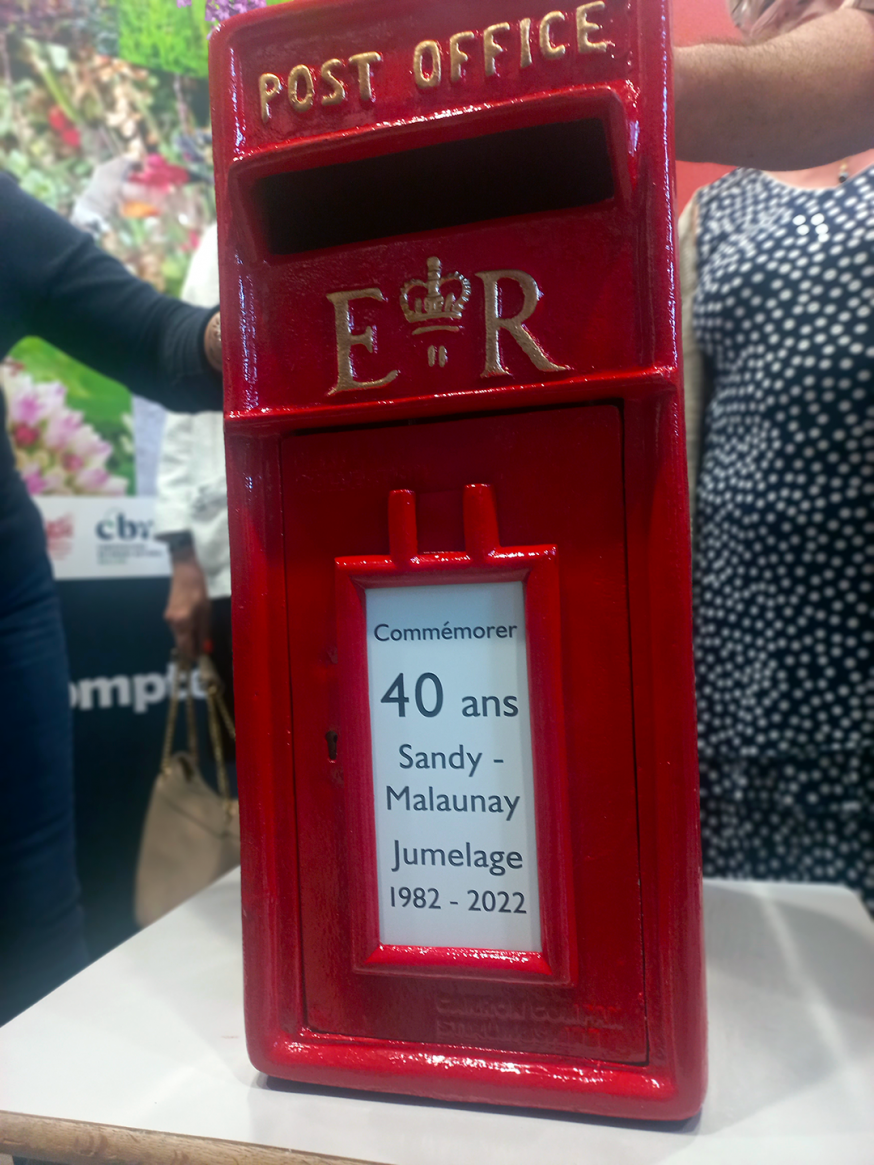 POST OFFICE
E II R
Commémorer
40 ans
Sandy -
Malaunay
Jumelage
1982 - 2022